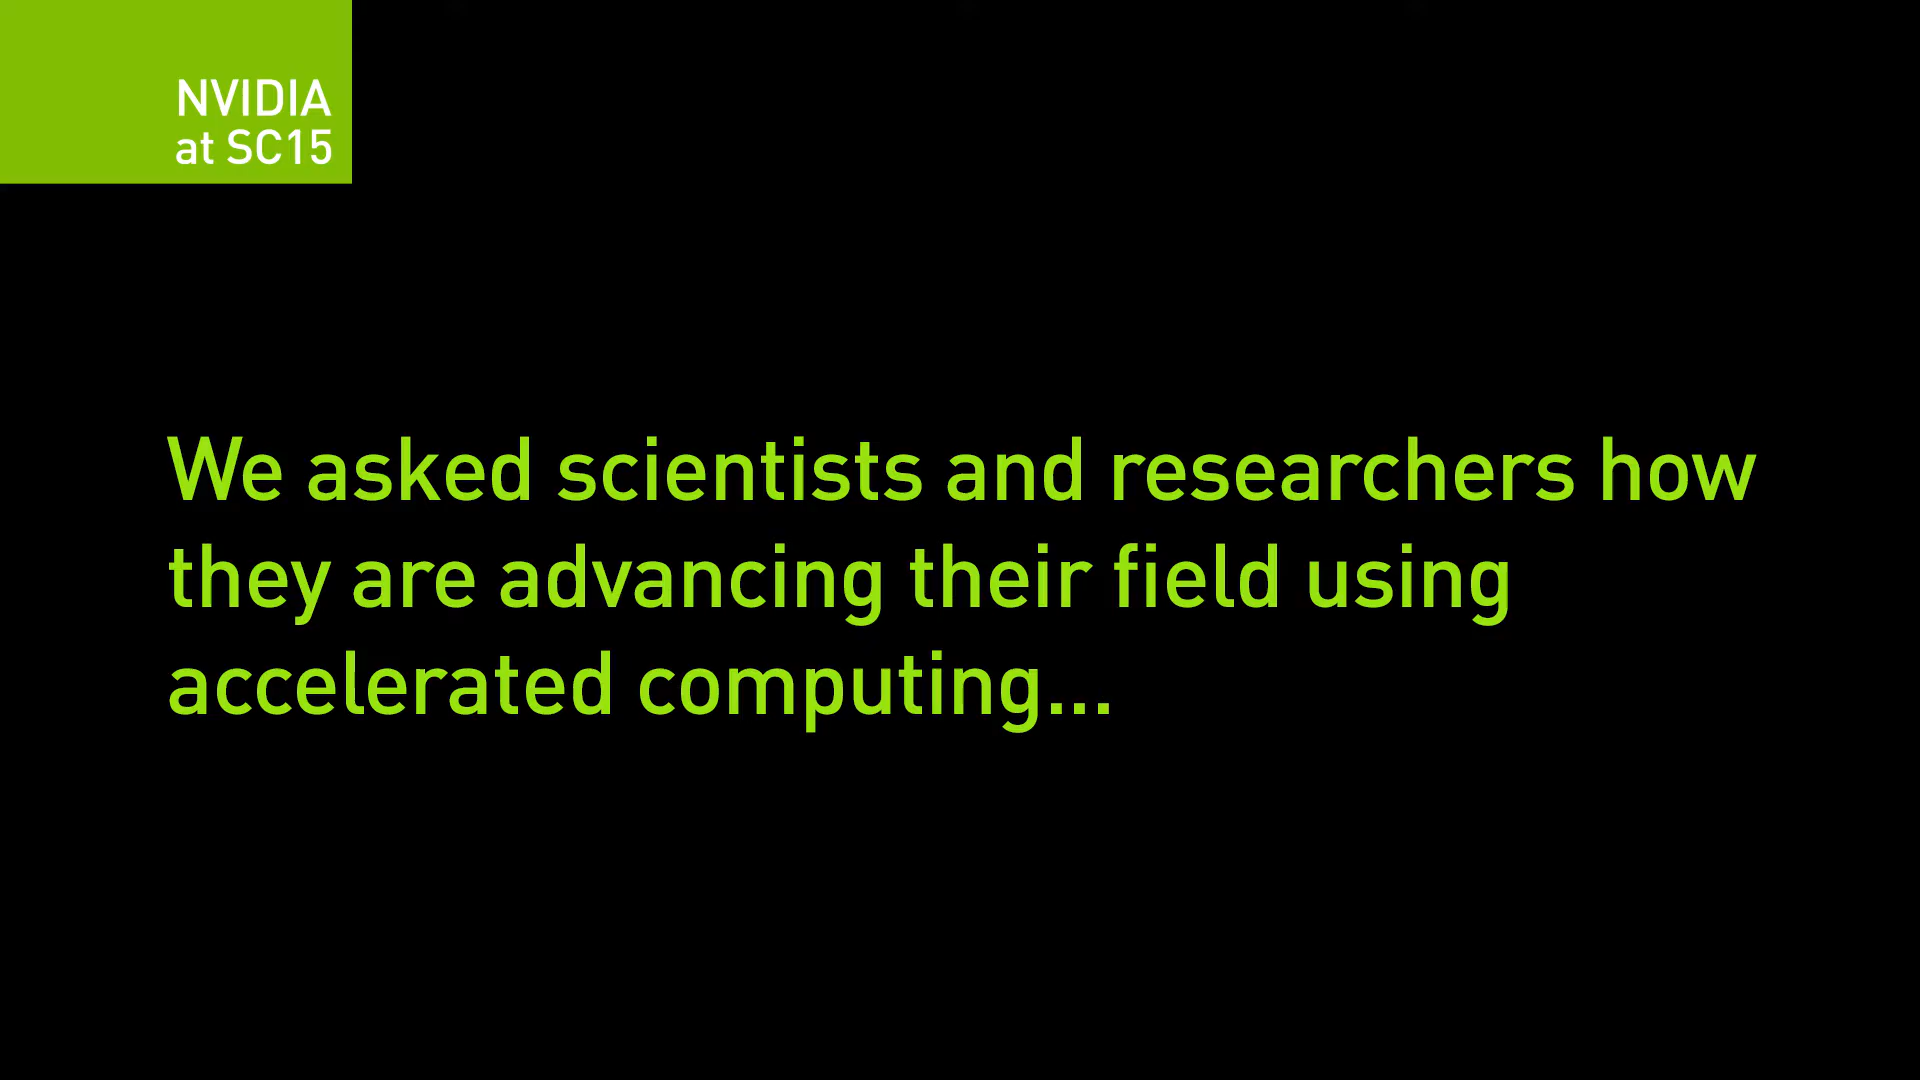 NVIDIA
at SC15
We asked scientists and researchers how
they are advancing their field using
accelerated computing...